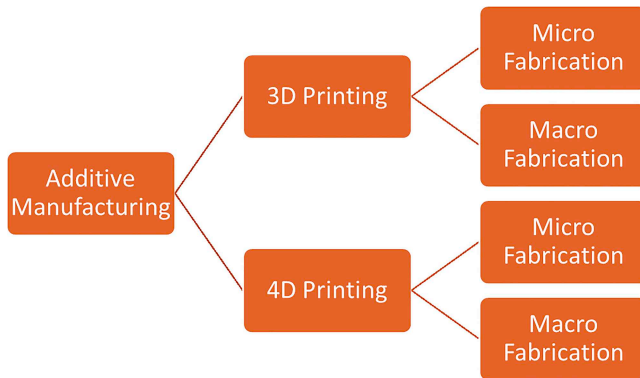 Additive
Manufacturing
3D Printing
Micro
Fabrication
Macro
Fabrication
4D Printing
Micro
Fabrication
Macro
Fabrication